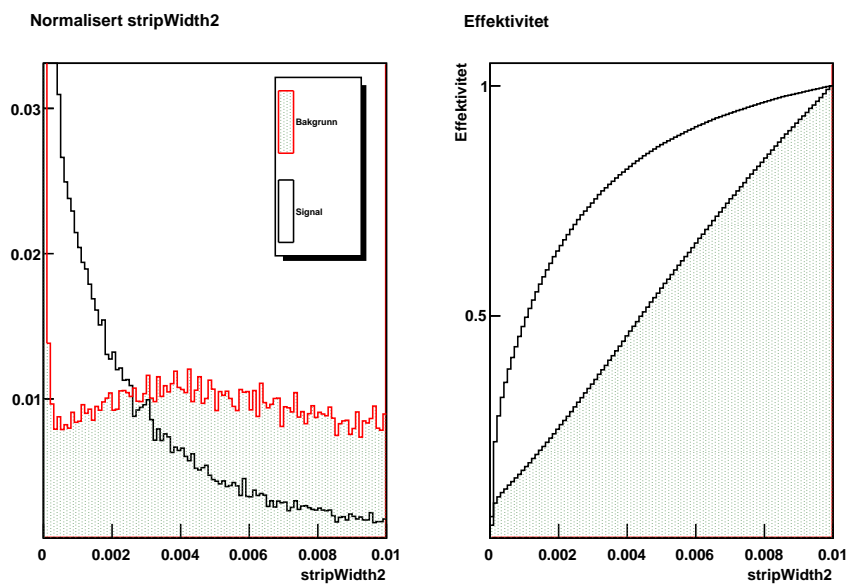 Normalisert stripWidth2
0.03
0.02
0.01
Bakgrunn
Signal
0
0.002
0.004
0.006
0.008
0.01
stripWidth2
Effektivitet
Effektivitet
1
0.5
0
0.002
0.004
0.006
0.008
0.01
stripWidth2